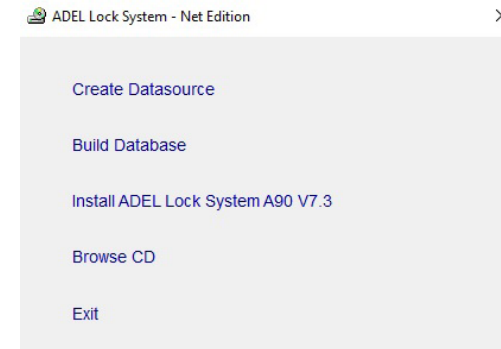 ADEL Lock System - Net Edition
Create Datasource
Build Database
Install ADEL Lock System A90 V7.3
Browse CD
Exit